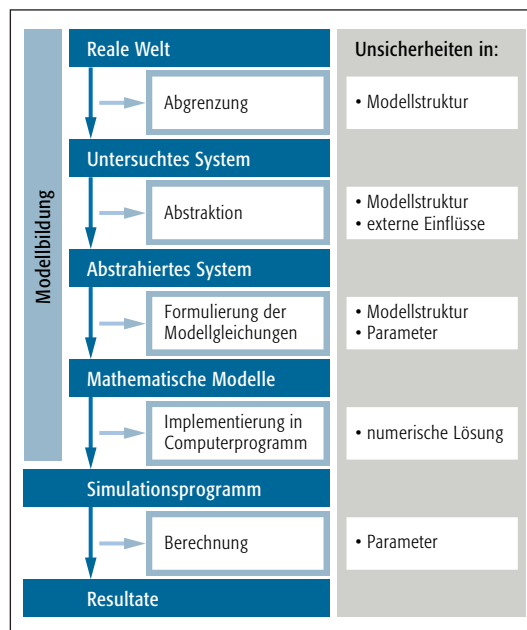 Reale Welt
Unsicherheiten in:
Abgrenzung
• Modellstruktur
Untersuchtes System
Abstraktion
• Modellstruktur
• externe Einflüsse
Abstrahiertes System
Formulierung der
Modellgleichungen
• Modellstruktur
• Parameter
Mathematische Modelle
Implementierung in
Computerprogramm
• numerische Lösung
Modellbildung
Simulationsprogramm
Berechnung
• Parameter
Resultate